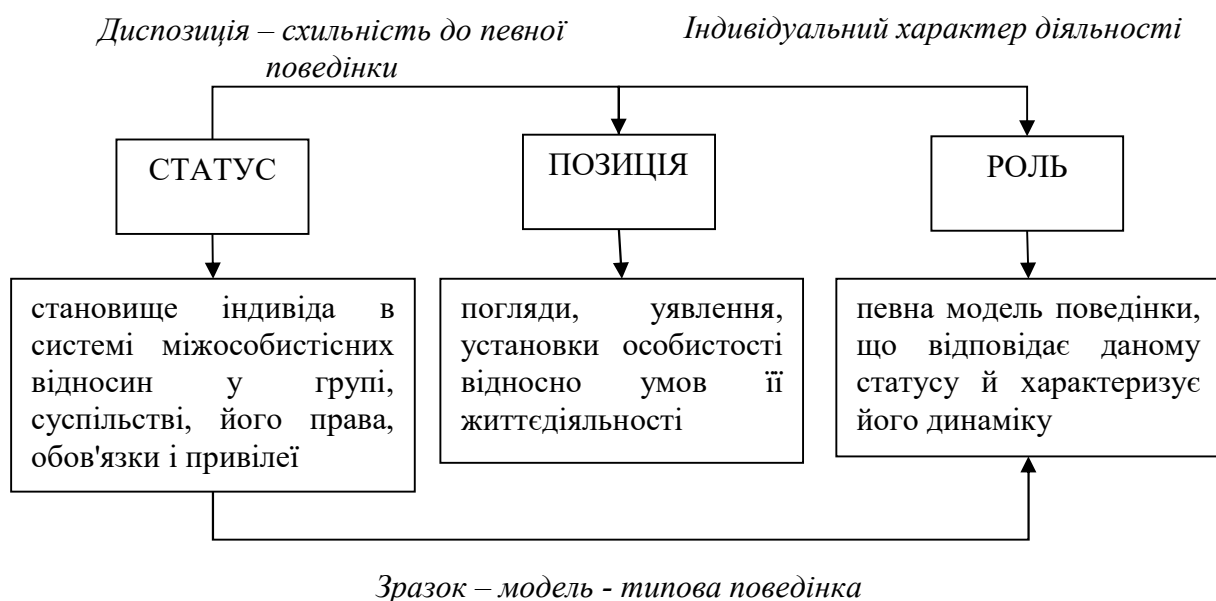 Диспозиція – схильність до певної
поведінки
Індивідуальний характер діяльності
СТАТУС
ПОЗИЦІЯ
РОЛЬ
становище індивіда в
системі міжособистісних
відносин у групі,
суспільстві, його права,
обов'язки і привілеї
погляди, уявлення,
установки особистості
відносно умов її
життєдіяльності
певна модель поведінки,
що відповідає даному
статусу й характеризує
його динаміку
Зразок – модель - типова поведінка